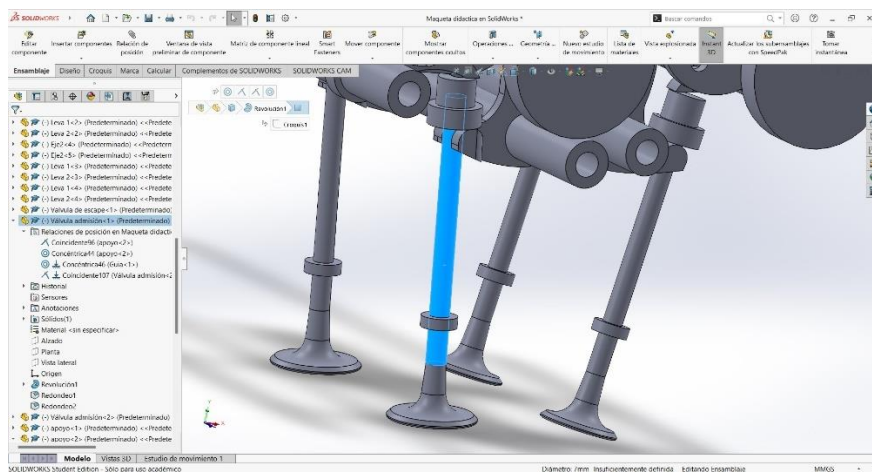 SOLIDWORKS
Maqueta didactica en SolidWorks *
Buscar comandos
Editar componente
Insertar componentes
Relación de posición
Ventana de vista preliminar de componente
Matriz de componente lineal
Smart Fasteners
Mover componente
Mostrar componentes ocultos
Operaciones ...
Geometría ...
Nuevo estudio de movimiento
Lista de materiales
Vista explosionada
Instant 3D
Actualizar los subensamblajes con SpeedPak
Tomar instantánea
Ensamblaje Diseño Croquis Marca Calcular Complementos de SOLIDWORKS SOLIDWORKS CAM
Revolución1
Croquis1
(-) Leva 1<2> (Predeterminado) <<Predete
(-) Leva 2<2> (Predeterminado) <<Predete
(-) Eje2<4> (Predeterminado) <<Predetern
(-) Eje2<5> (Predeterminado) <<Predetern
(-) Leva 1<3> (Predeterminado) <<Predete
(-) Leva 2<3> (Predeterminado) <<Predete
(-) Leva 1<4> (Predeterminado) <<Predete
(-) Leva 2<4> (Predeterminado) <<Predete
(-) Válvula de escape<1> (Predeterminado)
(-) Válvula admisión<1> (Predeterminado)
Relaciones de posición en Maqueta didacti
Coincidente96 (apoyo<2>)
Concéntrica44 (apoyo<2>)
Concéntrica46 (Guía<1>)
Coincidente107 (Válvula admisión<2
Historial
Sensores
Anotaciones
Sólidos(1)
Material <sin especificar>
Alzado
Planta
Vista lateral
Origen
Revolución1
Redondeo1
Redondeo2
(-) Válvula admisión<2> (Predeterminado)
(-) apoyo<1> (Predeterminado) <<Predete
(-) apoyo<2> (Predeterminado) <<Predete
Modelo Vistas 3D Estudio de movimiento 1
SOLIDWORKS Student Edition - Sólo para uso académico
Diámetro: 7mm Insuficientemente definida Editando Ensamblaje MMGS